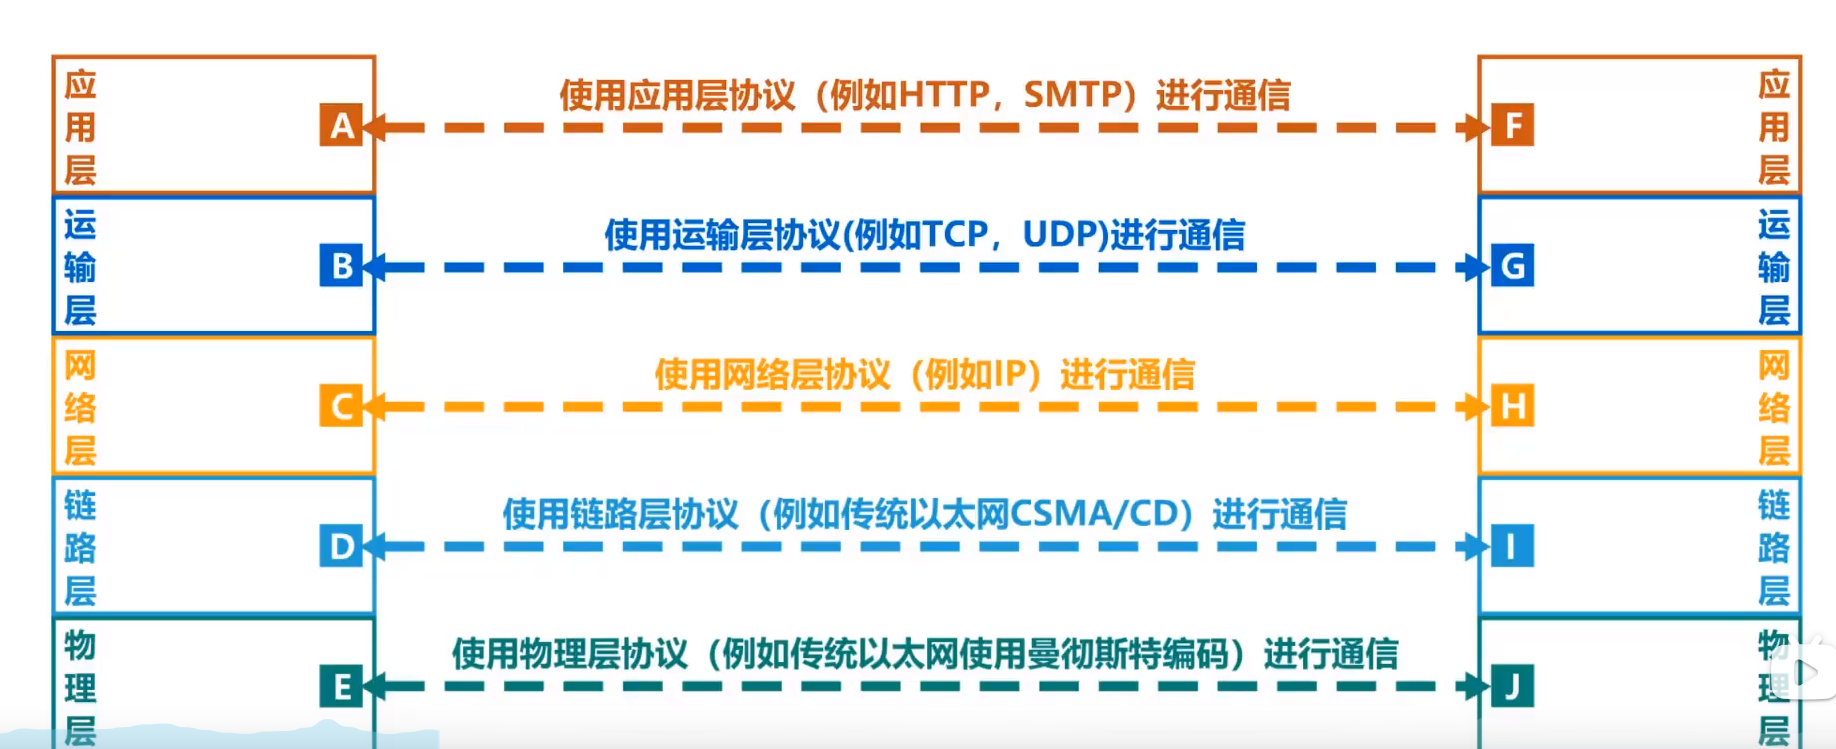 应用层
A
使用应用层协议（例如HTTP，SMTP）进行通信
F
应用层
运输层
B
使用运输层协议(例如TCP，UDP)进行通信
G
运输层
网络层
C
使用网络层协议（例如IP）进行通信
H
网络层
链路层
D
使用链路层协议（例如传统以太网CSMA/CD）进行通信
I
链路层
物理层
E
使用物理层协议（例如传统以太网使用曼彻斯特编码）进行通信
J
物理层